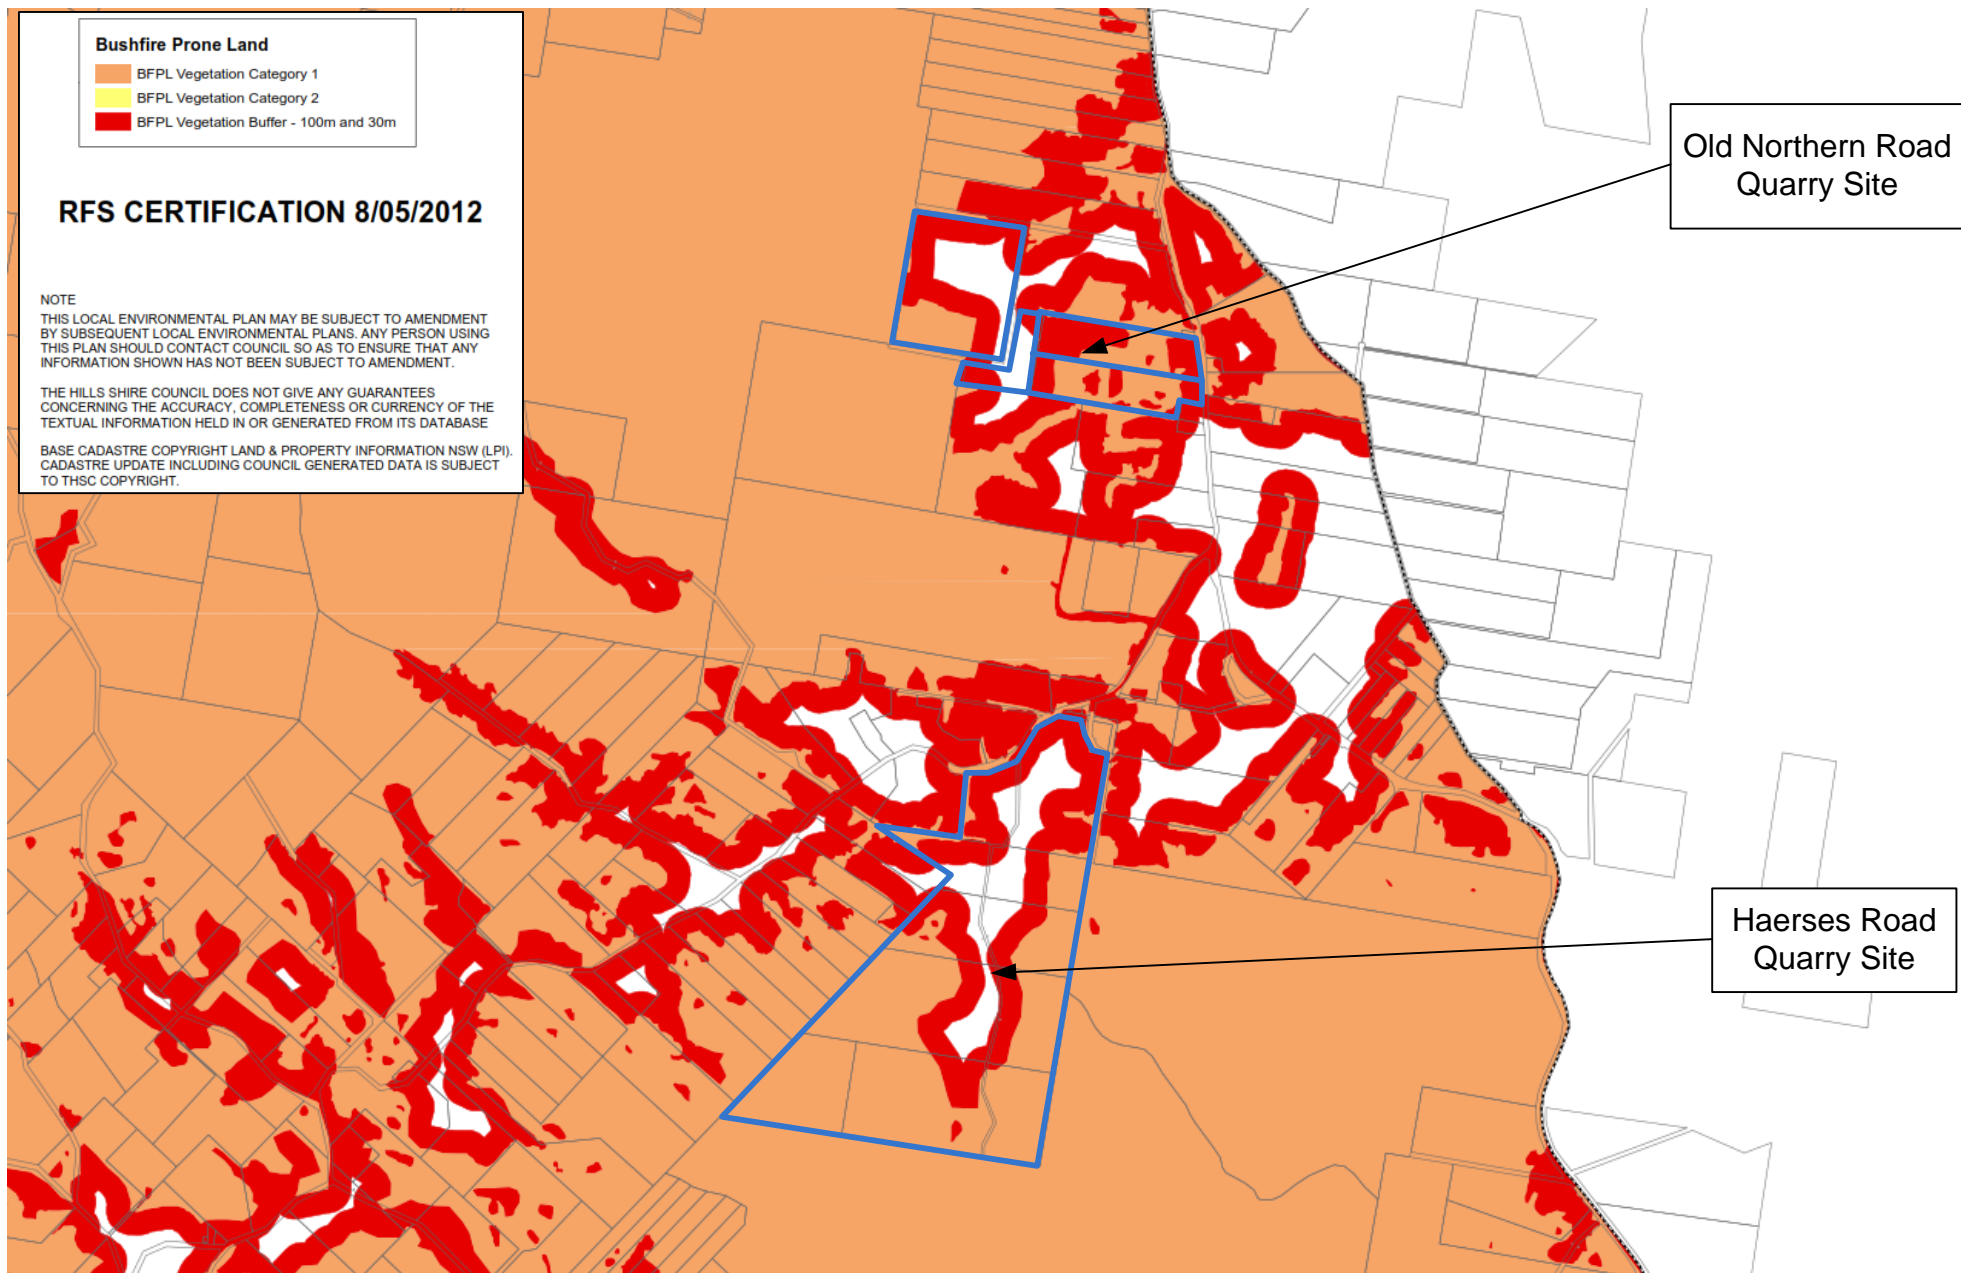 Bushfire Prone Land
BFPL Vegetation Category 1
BFPL Vegetation Category 2
BFPL Vegetation Buffer - 100m and 30m
RFS CERTIFICATION 8/05/2012
NOTE
THIS LOCAL ENVIRONMENTAL PLAN MAY BE SUBJECT TO AMENDMENT
BY SUBSEQUENT LOCAL ENVIRONMENTAL PLANS. ANY PERSON USING
THIS PLAN SHOULD CONTACT COUNCIL SO AS TO ENSURE THAT ANY
INFORMATION SHOWN HAS NOT BEEN SUBJECT TO AMENDMENT.
THE HILLS SHIRE COUNCIL DOES NOT GIVE ANY GUARANTEES
CONCERNING THE ACCURACY, COMPLETENESS OR CURRENCY OF THE
TEXTUAL INFORMATION HELD IN OR GENERATED FROM ITS DATABASE
BASE CADASTRE COPYRIGHT LAND & PROPERTY INFORMATION NSW (LPI).
CADASTRE UPDATE INCLUDING COUNCIL GENERATED DATA IS SUBJECT
TO THSC COPYRIGHT.
Old Northern Road
Quarry Site
Haerses Road
Quarry Site